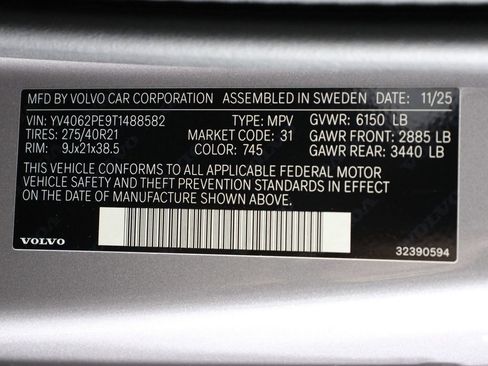 MFD BY VOLVO CAR CORPORATION ASSEMBLED IN SWEDEN DATE: 11/25
VIN: YV4062PE9T1488582 TYPE: MPV GVWR: 6150 LB
TIRES: 275/40R21 MARKET CODE: 31 GAWR FRONT: 2885 LB
RIM: 9Jx21x38.5 COLOR: 745 GAWR REAR: 3440 LB
THIS VEHICLE CONFORMS TO ALL APPLICABLE FEDERAL MOTOR
VEHICLE SAFETY AND THEFT PREVENTION STANDARDS IN EFFECT
ON THE DATE OF MANUFACTURE SHOWN ABOVE.
VOLVO 32390594